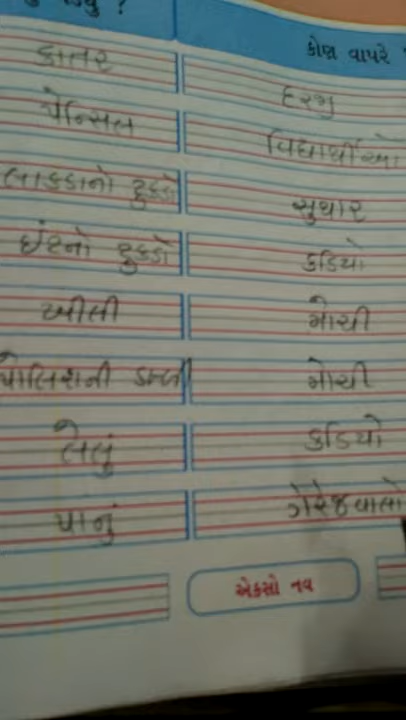 કોણ વાપરે
કાતર
દરજી
પેન્સિલ
વિદ્યાર્થીઓ
લાકડાનો ટુકડો
સુથાર
ઈંટનો ટુકડો
કડિયો
ખીલી
મોચી
પોલિશની ડબ્બી
મોચી
લેલું
કડિયો
પાનું
ગેરેજવાલો
એકસો નવ